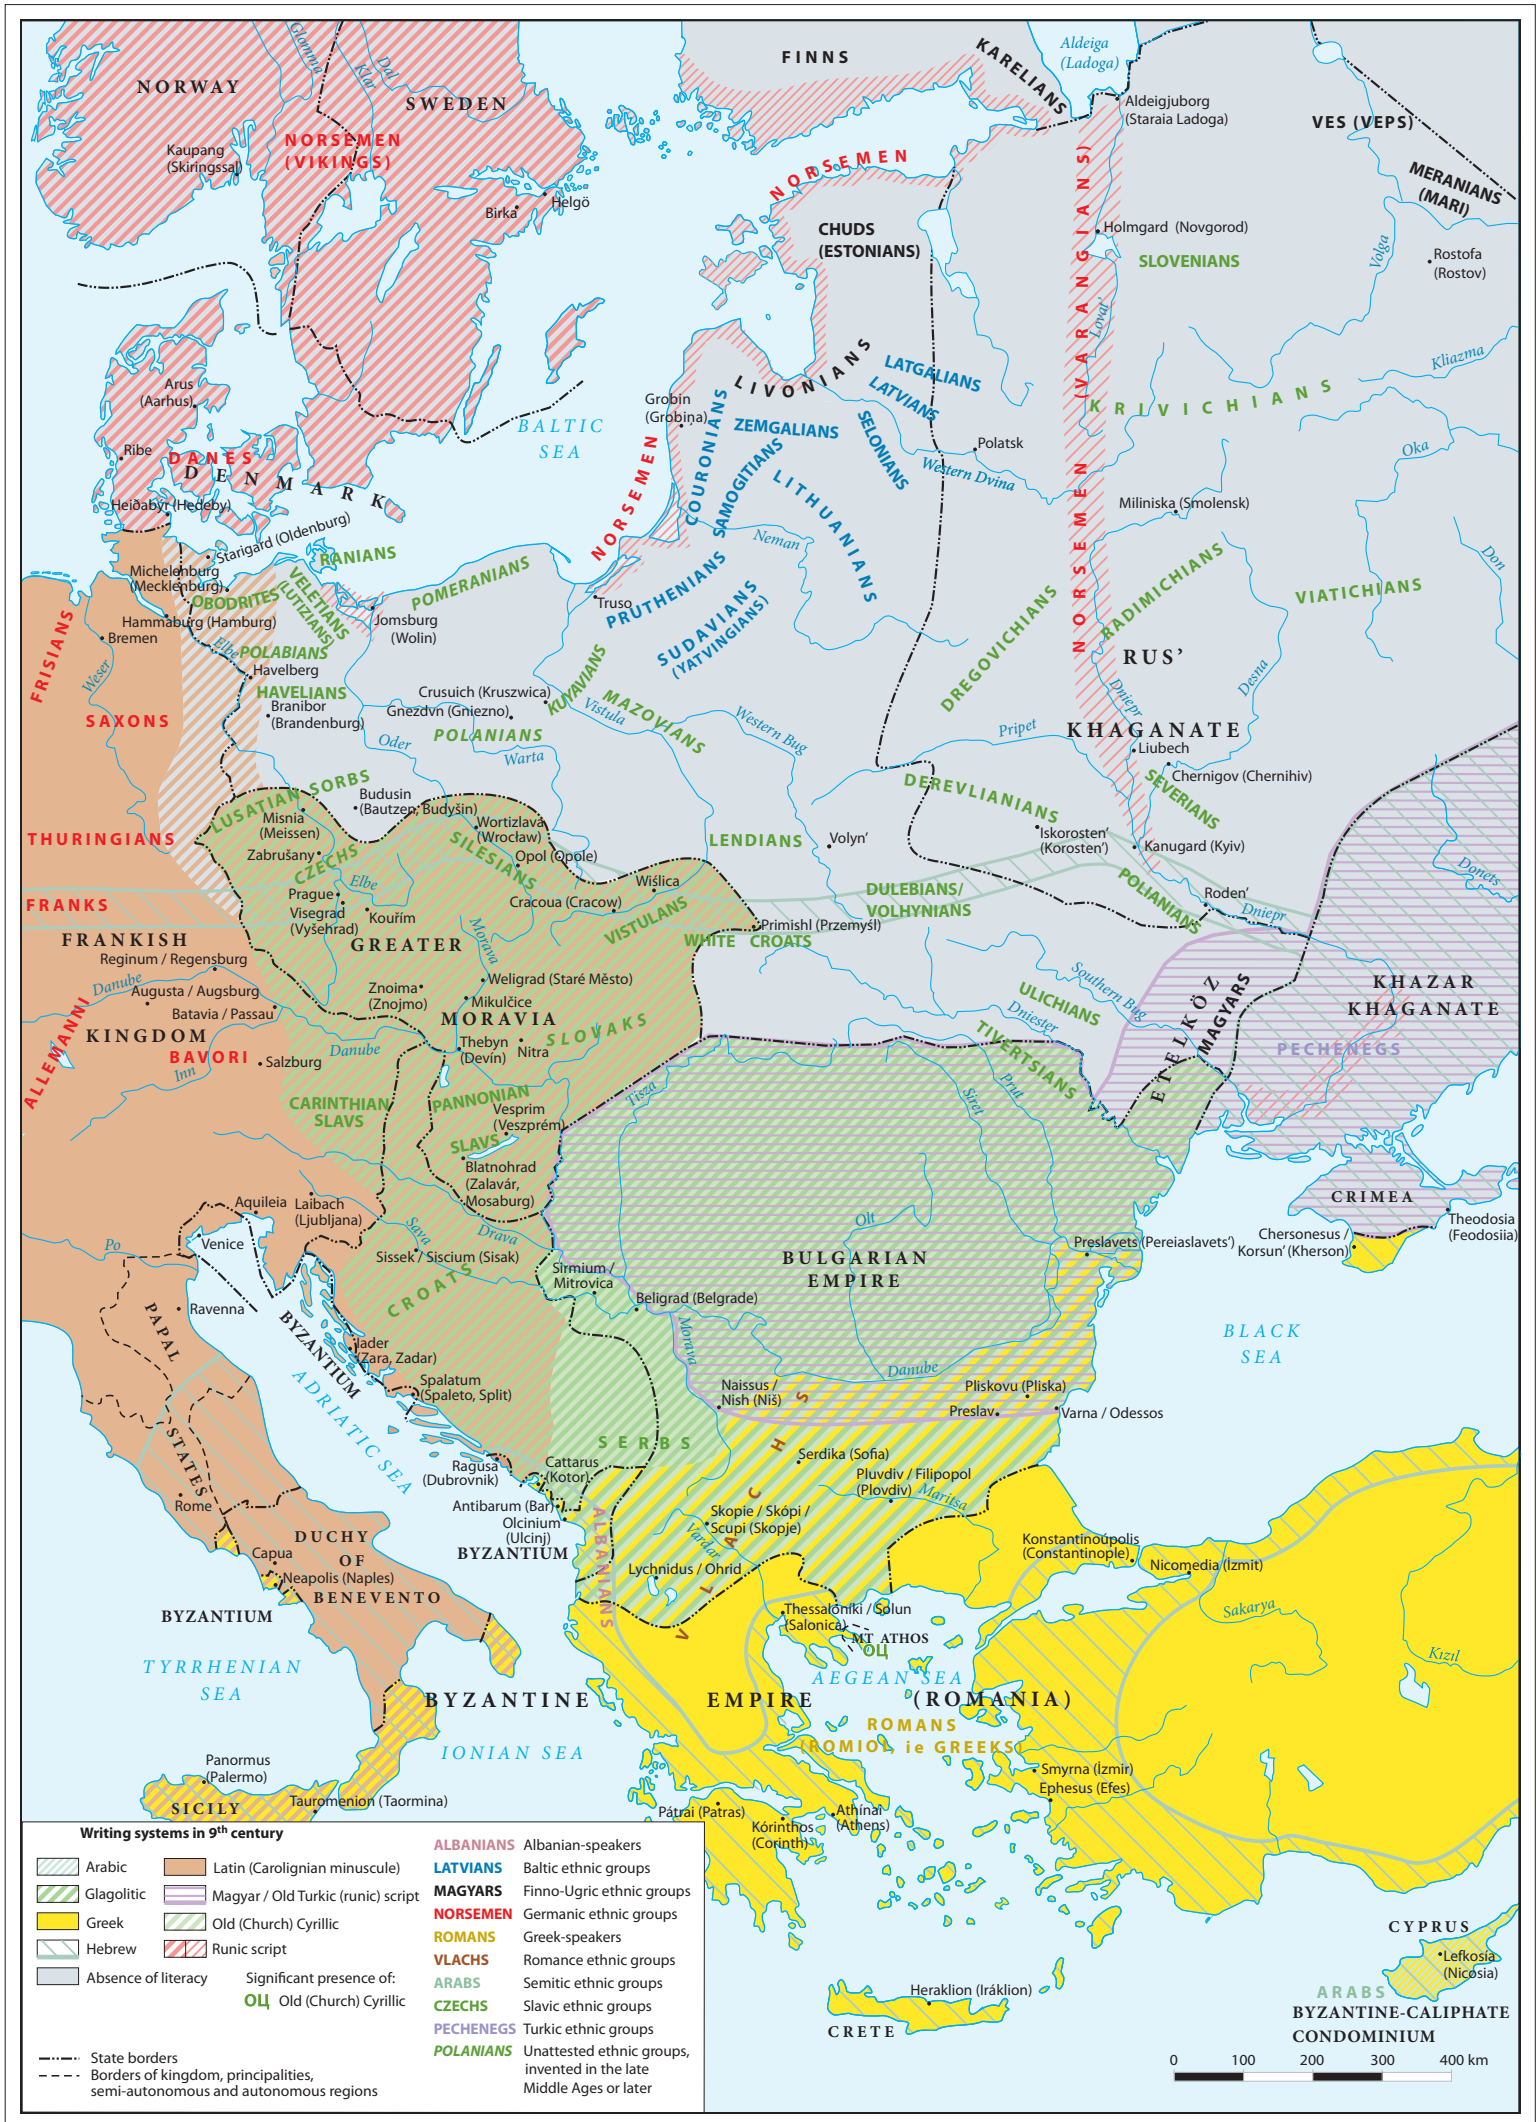 Glomma
Klar
Dal
NORWAY
SWEDEN
NORSEMEN
(VIKINGS)
Kaupang
(Skiringssal)
Birka
Helgö
FINNS
KARELIANS
Aldeiga
(Ladoga)
Aldeigjuborg
(Staraia Ladoga)
VES (VEPS)
MERANIANS
(MARI)
NORSEMEN
CHUDS
(ESTONIANS)
NORSEMEN (VARANGIANS)
Holmgard (Novgorod)
SLOVENIANS
Volga
Rostofa
(Rostov)
Lovat'
Kliazma
Arus
(Aarhus)
Ribe
DANES
DENMARK
Heiðabýr (Hedeby)
BALTIC
SEA
Grobin
(Grobiņa)
LIVONIANS
LATGALIANS
LATVIANS
ZEMGALIANS
SELONIANS
COURONIANS
SAMOGITIANS
LITHUANIANS
NORSEMEN
KRIVICHIANS
Polatsk
Western Dvina
Oka
Miliniska (Smolensk)
Neman
Don
Starigard (Oldenburg)
RANIANS
Michelenburg
(Mecklenburg)
OBODRITES
VELETIANS
(LUTIZIANS)
POMERANIANS
Hammaburg (Hamburg)
Jomsburg
(Wolin)
Truso
PRUTHENIANS
SUDAVIANS
(YATVINGIANS)
DREGOVICHIANS
RADIMICHIANS
VIATICHIANS
FRISIANS
Bremen
Weser
Elbe
POLABIANS
Havelberg
HAVELIANS
Branibor
(Brandenburg)
SAXONS
Crusuich (Kruszwica)
Gnezdvn (Gniezno)
KUYAVIANS
Vistula
MAZOVIANS
POLANIANS
Oder
Warta
Western Bug
RUS’
Desna
Dniepr
KHAGANATE
Pripet
Liubech
Chernigov (Chernihiv)
SEVERIANS
DEREVLIANIANS
LUSATIAN SORBS
Budusin
(Bautzen, Budyšin)
Misnia
(Meissen)
THURINGIANS
Zabrušany
CZECHS
Wortizlava
(Wrocław)
SILESIANS
Opol (Opole)
LENDIANS
Volyn’
Iskorosten’
(Korosten’)
Kanugard (Kyiv)
Donets
FRANKS
Elbe
Prague
Visegrad
(Vyšehrad)
Kouřim
Wiślica
Cracoua (Cracow)
VISTULANS
DULEBIANS/
VOLHYNIANS
POLIANIANS
Roden’
Dniepr
FRANKISH
Reginum / Regensburg
GREATER
Morava
Primishl (Przemyśl)
WHITE CROATS
Danube
Augusta / Augsburg
Batavia / Passau
Znoima
(Znojmo)
Weligrad (Staré Město)
Mikulčice
MORAVIA
ULICHIANS
Southern Bug
Dniester
ETELKÖZ
MAGYARS
KHAZAR
KHAGANATE
PECHENEGS
ALLEMANNI
KINGDOM
BAVORI
Inn
Salzburg
Danube
Thebyn
(Devín)
Nitra
SLOVAKS
TIVERTSIANS
CARINTHIAN
SLAVS
PANNONIAN
SLAVS
Vesprim
(Veszprém)
Tisza
Siret
Prut
Blatnohrad
(Zalavár,
Mosaburg)
CRIMEA
Theodosia
(Feodosiia)
Chersonesus /
Korsun’ (Kherson)
Aquileia
Laibach
(Ljubljana)
Po
Venice
Sava
Drava
Sissek / Siscium (Sisak)
Olt
BULGARIAN
EMPIRE
Preslavets (Pereiaslavets’)
CROATS
Sirmium /
Mitrovica
Beligrad (Belgrade)
Ravenna
PAPAL
STATES
BYZANTIUM
Iader
(Zara, Zadar)
ADRIATIC SEA
Spalatum
(Spaleto, Split)
Morava
Danube
BLACK
SEA
Naissus /
Nish (Niš)
Pliskovu (Pliska)
Preslav
Varna / Odessos
SERBS
VLACHS
Ragusa
(Dubrovnik)
Cattarus
(Kotor)
Serdika (Sofia)
Pluvdiv / Filipopol
(Plovdiv)
Maritsa
Rome
Antibarum (Bar)
Olcinium
(Ulcinj)
BYZANTIUM
ALBANIANS
Skopie / Skópi /
Scupi (Skopje)
Vardar
Lychnidus / Ohrid
Konstantinoúpolis
(Constantinople)
Nicomedia (İzmit)
DUCHY
OF
BENEVENTO
Capua
Neapolis (Naples)
BYZANTIUM
Thessaloníki / Solun
(Salonica)
MT ATHOS
ОЦ
Sakarya
Kızıl
TYRRHENIAN
SEA
AEGEAN SEA
BYZANTINE EMPIRE (ROMANIA)
ROMANS
(ROMIOI, ie GREEKS)
IONIAN SEA
Panormus
(Palermo)
SICILY
Tauromenion (Taormina)
Smyrna (İzmir)
Ephesus (Efes)
Pátrai (Patras)
Kórinthos
(Corinth)
Athínai
(Athens)
Heraklion (Iráklion)
CRETE
CYPRUS
Lefkosía
(Nicosia)
ARABS
BYZANTINE-CALIPHATE
CONDOMINIUM
0 100 200 300 400 km
Writing systems in 9th century
Arabic
Glagolitic
Greek
Hebrew
Absence of literacy
Latin (Carolignian minuscule)
Magyar / Old Turkic (runic) script
Old (Church) Cyrillic
Runic script
Significant presence of:
ОЦ Old (Church) Cyrillic
State borders
Borders of kingdom, principalities,
semi-autonomous and autonomous regions
ALBANIANS Albanian-speakers
LATVIANS Baltic ethnic groups
MAGYARS Finno-Ugric ethnic groups
NORSEMEN Germanic ethnic groups
ROMANS Greek-speakers
VLACHS Romance ethnic groups
ARABS Semitic ethnic groups
CZECHS Slavic ethnic groups
PECHENEGS Turkic ethnic groups
POLANIANS Unattested ethnic groups,
invented in the late
Middle Ages or later